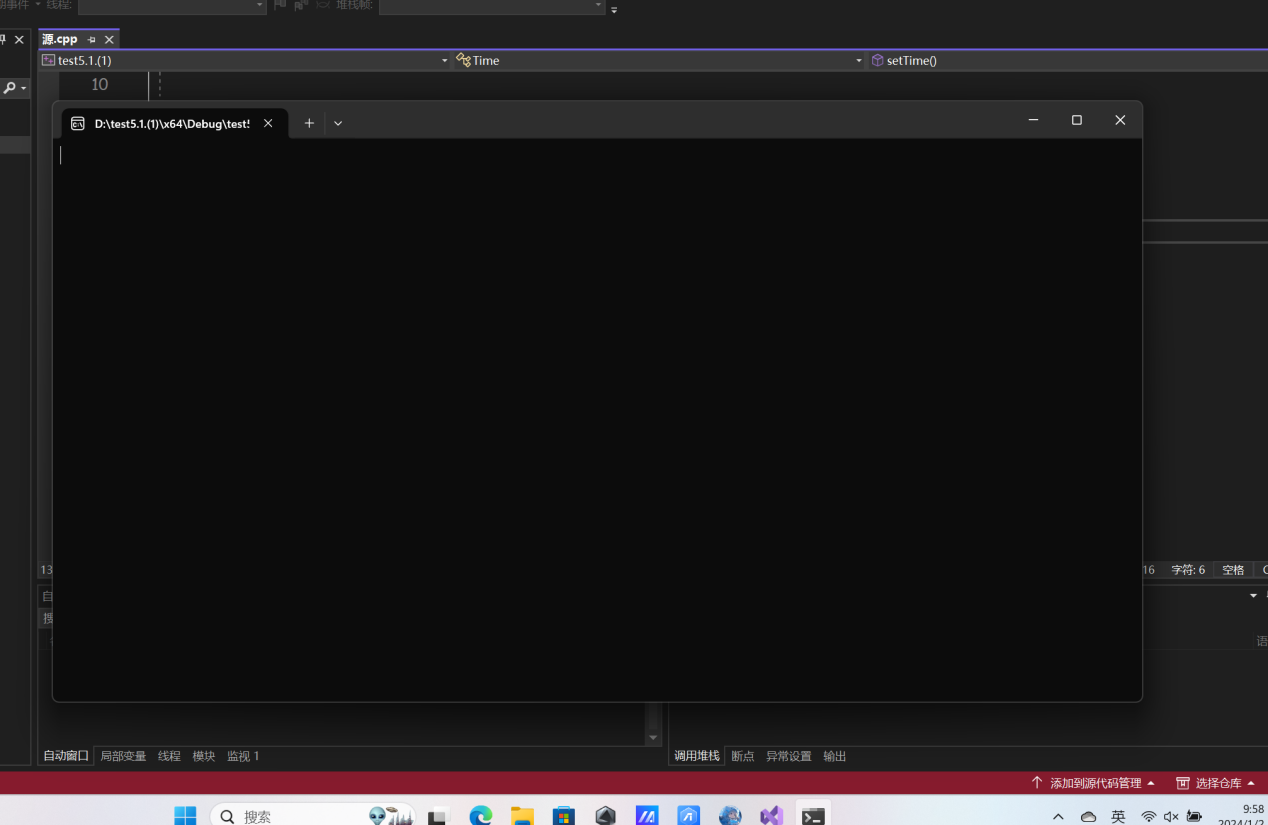 线程:
堆栈帧:
源.cpp
test5.1.(1)
Time
setTime()
10
D:\test5.1.(1)\x64\Debug\test!
13
16
字符: 6
空格
自动窗口
局部变量
线程
模块
监视 1
调用堆栈
断点
异常设置
输出
添加到源代码管理
选择仓库
搜索
英
9:58
2024/1/2